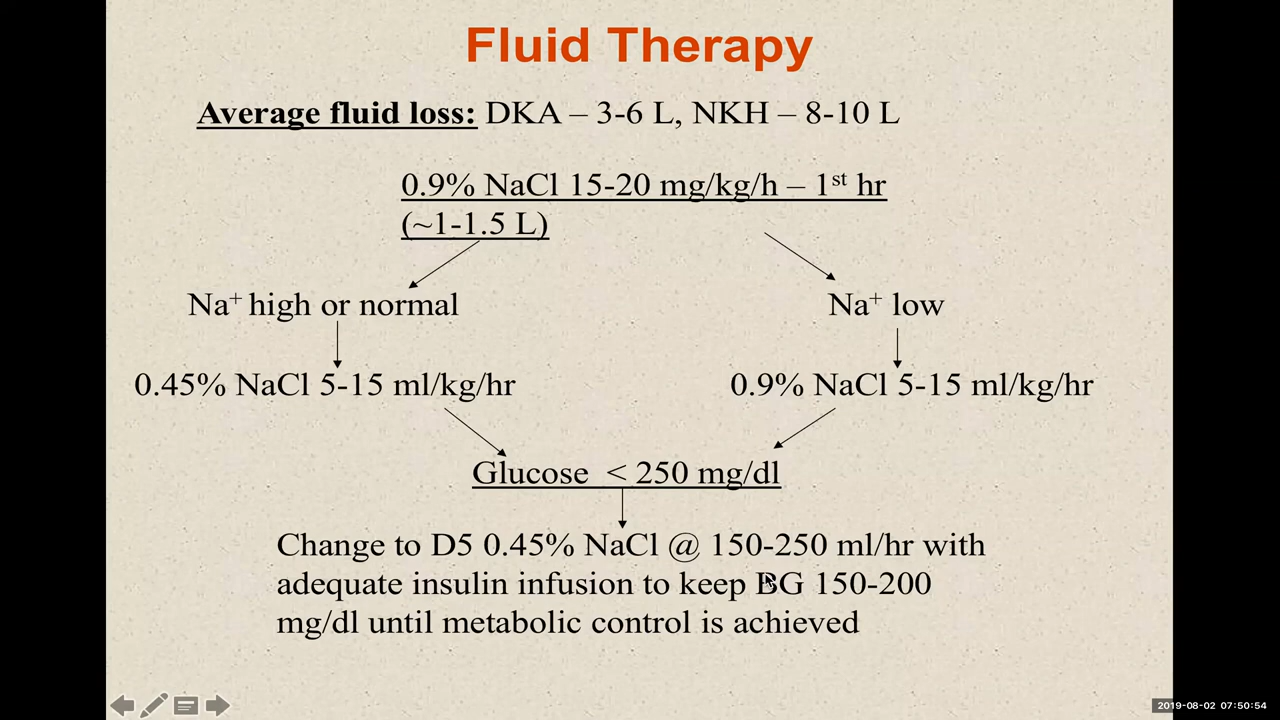 Fluid Therapy
Average fluid loss: DKA – 3-6 L, NKH – 8-10 L
0.9% NaCl 15-20 mg/kg/h – 1st hr
(~1-1.5 L)
Na+ high or normal
Na+ low
0.45% NaCl 5-15 ml/kg/hr
0.9% NaCl 5-15 ml/kg/hr
Glucose < 250 mg/dl
Change to D5 0.45% NaCl @ 150-250 ml/hr with
adequate insulin infusion to keep BG 150-200
mg/dl until metabolic control is achieved
2019-08-02 07:50:54